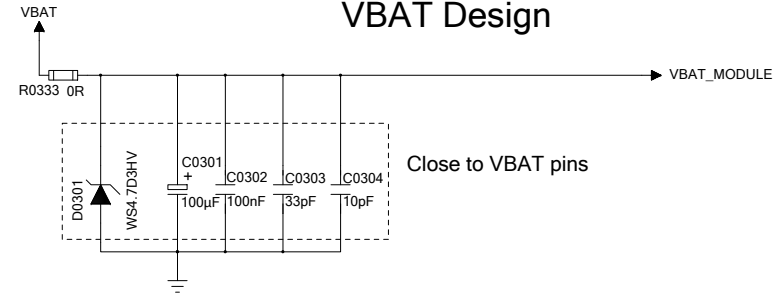 VBAT Design
VBAT
R0333 0R
VBAT_MODULE
Close to VBAT pins
D0301
WS4.7D3HV
C0301
+
100µF
C0302
100nF
C0303
33pF
C0304
10pF